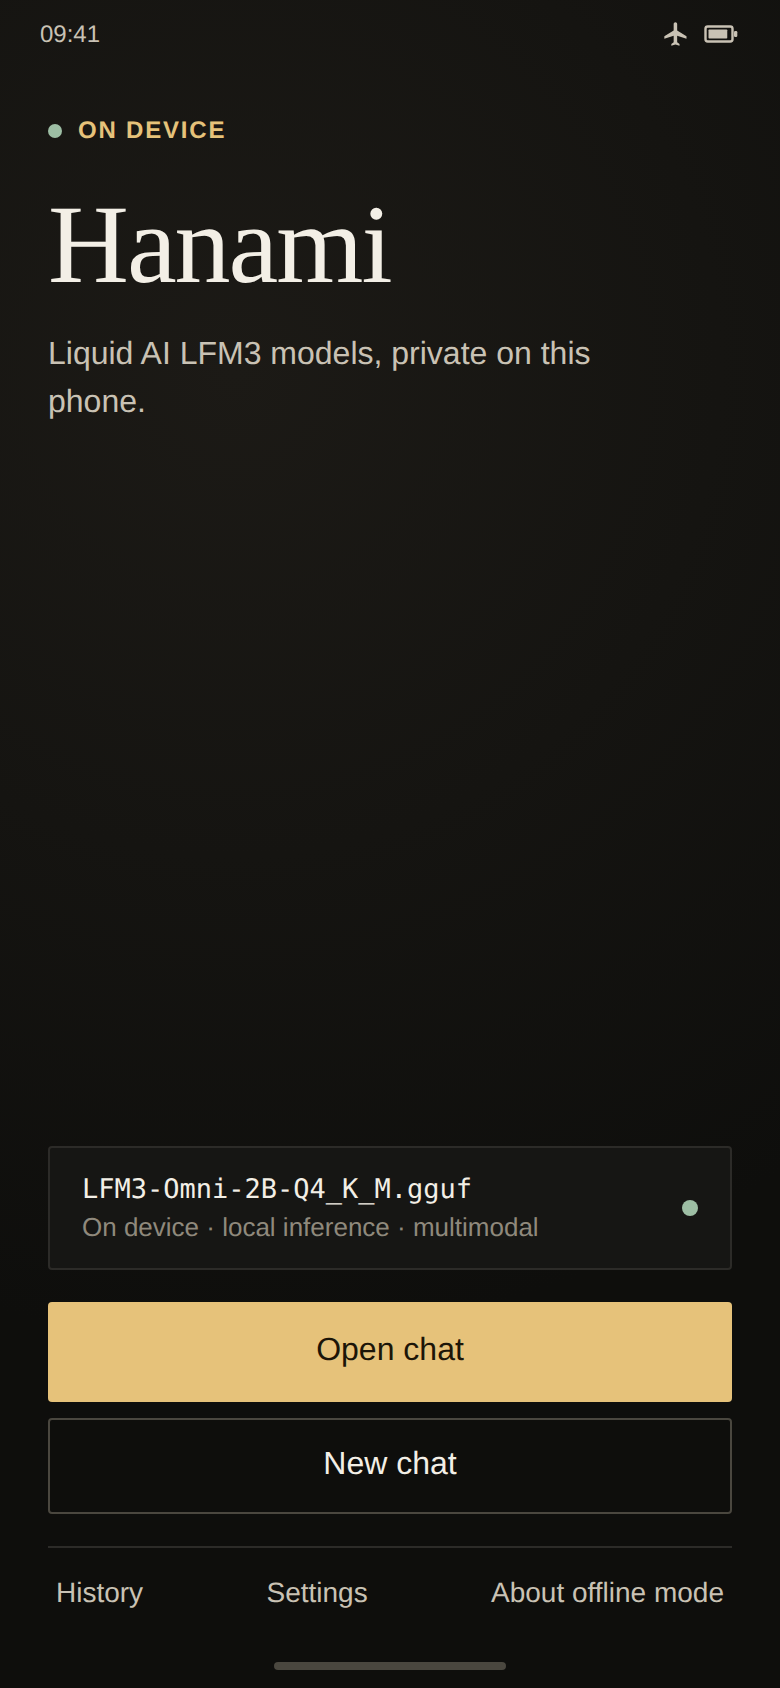 09:41
ON DEVICE
Hanami
Liquid AI LFM3 models, private on this
phone.
LFM3-Omni-2B-Q4_K_M.gguf
On device · local inference · multimodal
Open chat
New chat
History
Settings
About offline mode